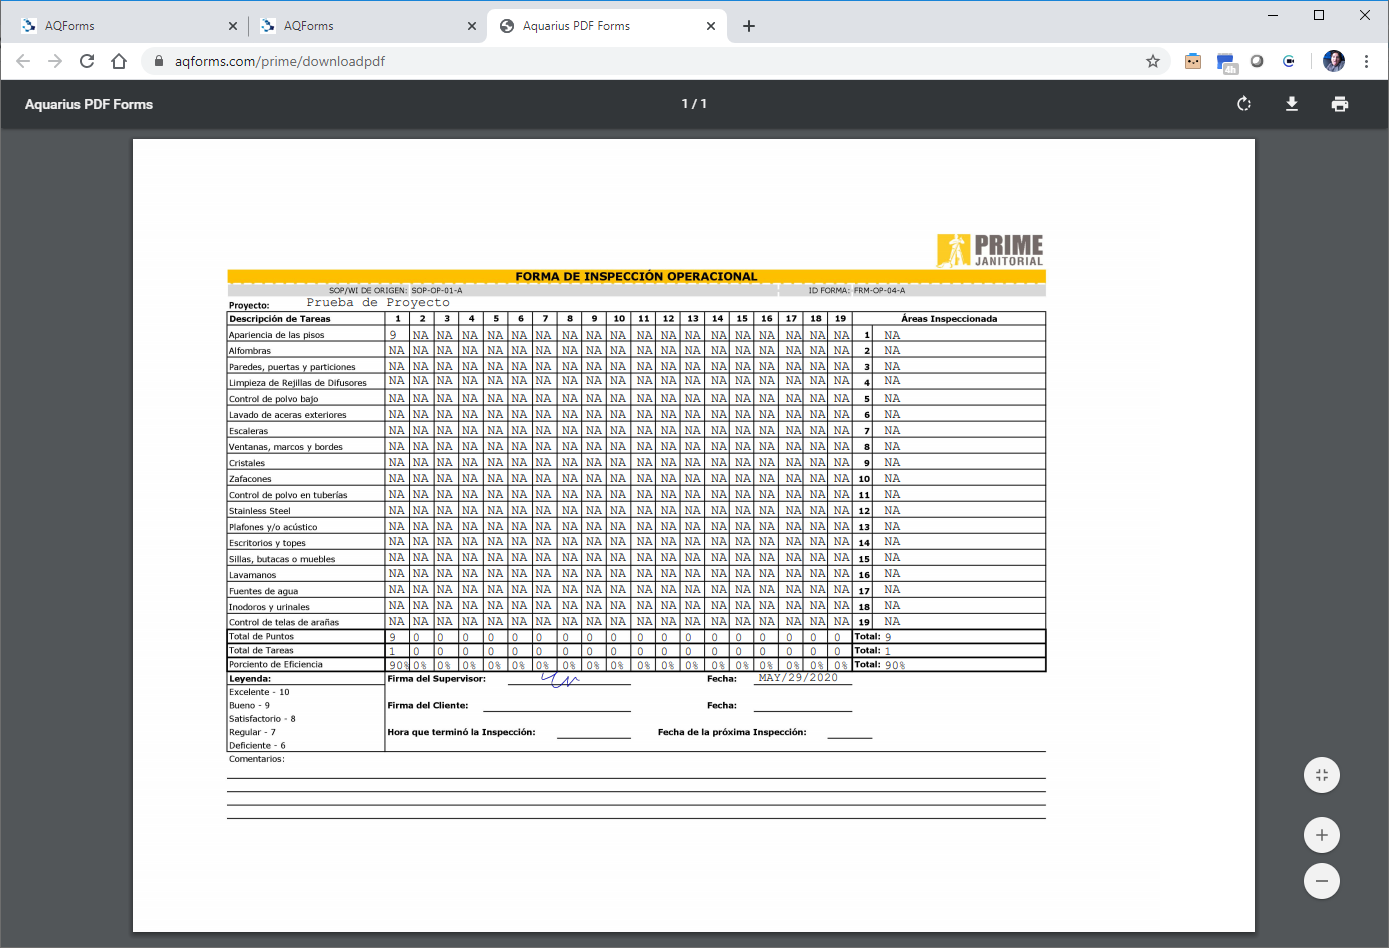 AQForms
AQForms
Aquarius PDF Forms
aqforms.com/prime/downloadpdf
4h
Aquarius PDF Forms
1 / 1
PRIME
JANITORIAL
FORMA DE INSPECCIÓN OPERACIONAL
SOP/WI DE ORIGEN: SOP-OP-01-A ID FORMA: FRM-OP-04-A
Proyecto: Prueba de Proyecto
Descripción de Tareas 1 2 3 4 5 6 7 8 9 10 11 12 13 14 15 16 17 18 19 Áreas Inspeccionada
Apariencia de las pisos 9 NA NA NA NA NA NA NA NA NA NA NA NA NA NA NA NA NA NA 1 NA
Alfombras NA NA NA NA NA NA NA NA NA NA NA NA NA NA NA NA NA NA NA 2 NA
Paredes, puertas y particiones NA NA NA NA NA NA NA NA NA NA NA NA NA NA NA NA NA NA NA 3 NA
Limpieza de Rejillas de Difusores NA NA NA NA NA NA NA NA NA NA NA NA NA NA NA NA NA NA NA 4 NA
Control de polvo bajo NA NA NA NA NA NA NA NA NA NA NA NA NA NA NA NA NA NA NA 5 NA
Lavado de aceras exteriores NA NA NA NA NA NA NA NA NA NA NA NA NA NA NA NA NA NA NA 6 NA
Escaleras NA NA NA NA NA NA NA NA NA NA NA NA NA NA NA NA NA NA NA 7 NA
Ventanas, marcos y bordes NA NA NA NA NA NA NA NA NA NA NA NA NA NA NA NA NA NA NA 8 NA
Cristales NA NA NA NA NA NA NA NA NA NA NA NA NA NA NA NA NA NA NA 9 NA
Zafacones NA NA NA NA NA NA NA NA NA NA NA NA NA NA NA NA NA NA NA 10 NA
Control de polvo en tuberías NA NA NA NA NA NA NA NA NA NA NA NA NA NA NA NA NA NA NA 11 NA
Stainless Steel NA NA NA NA NA NA NA NA NA NA NA NA NA NA NA NA NA NA NA 12 NA
Plafones y/o acústico NA NA NA NA NA NA NA NA NA NA NA NA NA NA NA NA NA NA NA 13 NA
Escritorios y topes NA NA NA NA NA NA NA NA NA NA NA NA NA NA NA NA NA NA NA 14 NA
Sillas, butacas o muebles NA NA NA NA NA NA NA NA NA NA NA NA NA NA NA NA NA NA NA 15 NA
Lavamanos NA NA NA NA NA NA NA NA NA NA NA NA NA NA NA NA NA NA NA 16 NA
Fuentes de agua NA NA NA NA NA NA NA NA NA NA NA NA NA NA NA NA NA NA NA 17 NA
Inodoros y urinales NA NA NA NA NA NA NA NA NA NA NA NA NA NA NA NA NA NA NA 18 NA
Control de telas de arañas NA NA NA NA NA NA NA NA NA NA NA NA NA NA NA NA NA NA NA 19 NA
Total de Puntos 9 0 0 0 0 0 0 0 0 0 0 0 0 0 0 0 0 0 0 Total: 9
Total de Tareas 1 0 0 0 0 0 0 0 0 0 0 0 0 0 0 0 0 0 0 Total: 1
Porciento de Eficiencia 90% 0% 0% 0% 0% 0% 0% 0% 0% 0% 0% 0% 0% 0% 0% 0% 0% 0% 0% Total: 90%
Leyenda: Firma del Supervisor: Fecha: MAY/29/2020
Excelente - 10
Bueno - 9 Firma del Cliente: Fecha:
Satisfactorio - 8
Regular - 7 Hora que terminó la Inspección: Fecha de la próxima Inspección:
Deficiente - 6
Comentarios: